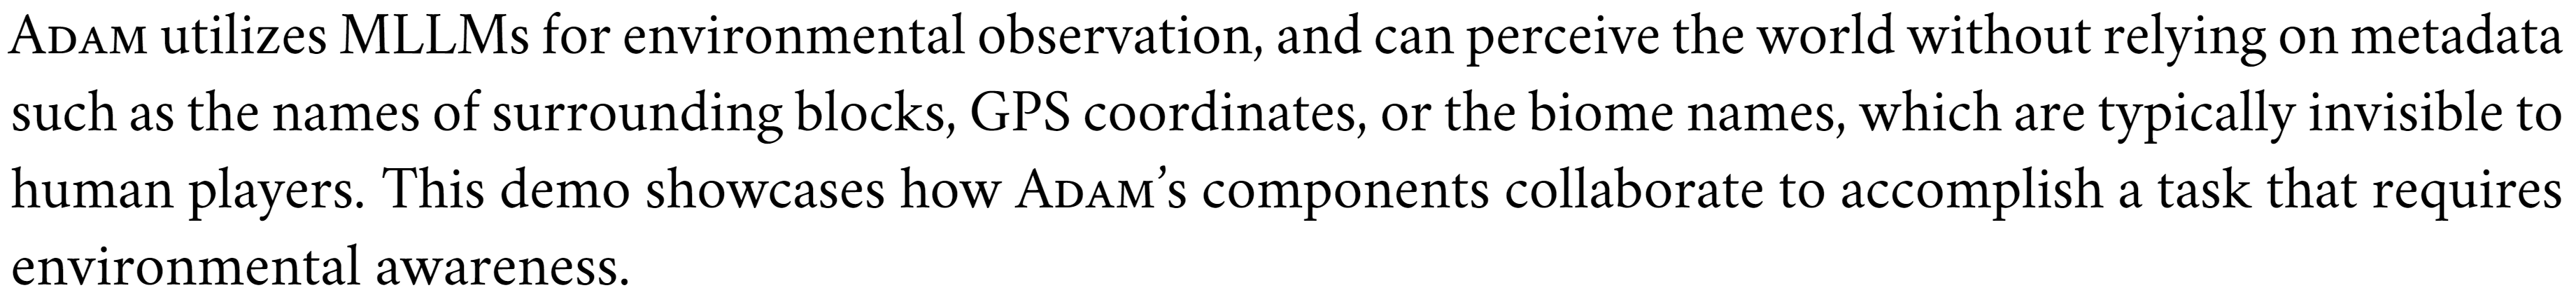 ADAM utilizes MLLMs for environmental observation, and can perceive the world without relying on metadata
such as the names of surrounding blocks, GPS coordinates, or the biome names, which are typically invisible to
human players. This demo showcases how ADAM’s components collaborate to accomplish a task that requires
environmental awareness.